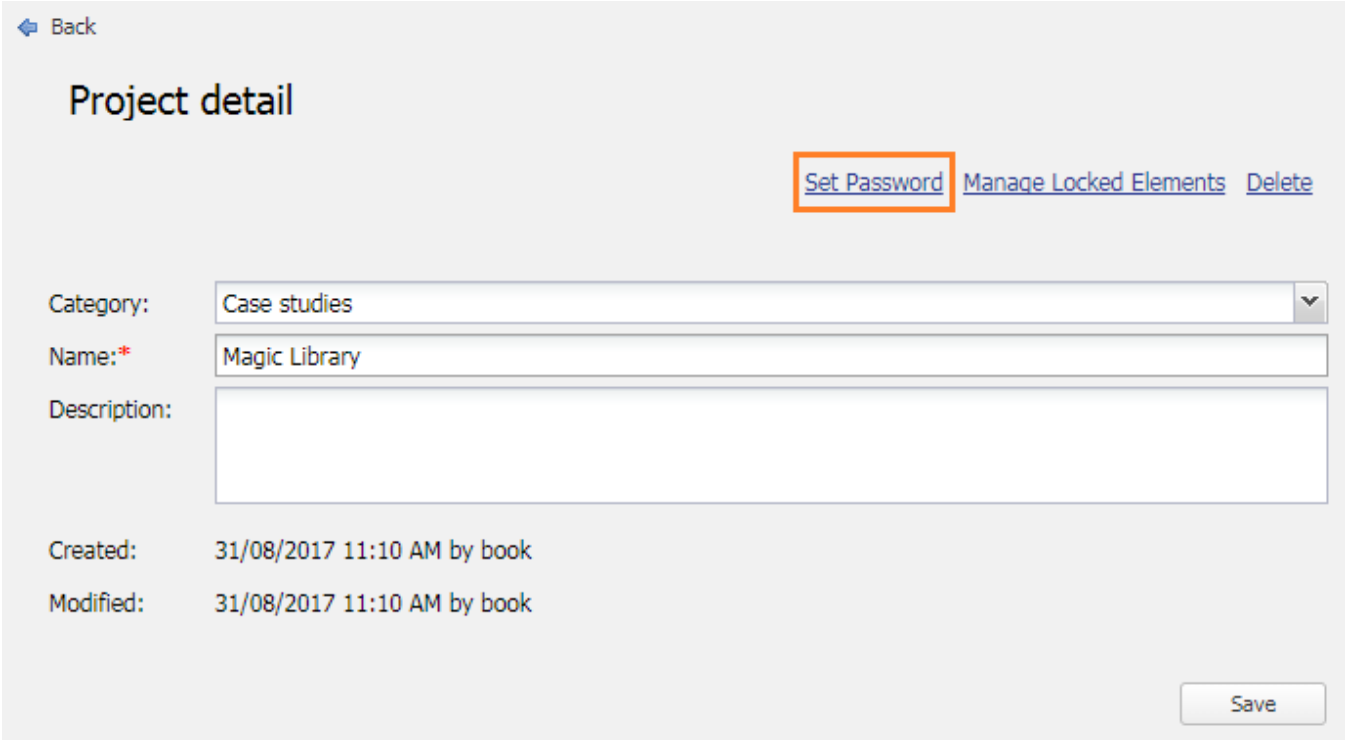 Back
Project detail
Set Password Manage Locked Elements Delete
Category: Case studies
Name:* Magic Library
Description:
Created: 31/08/2017 11:10 AM by book
Modified: 31/08/2017 11:10 AM by book
Save